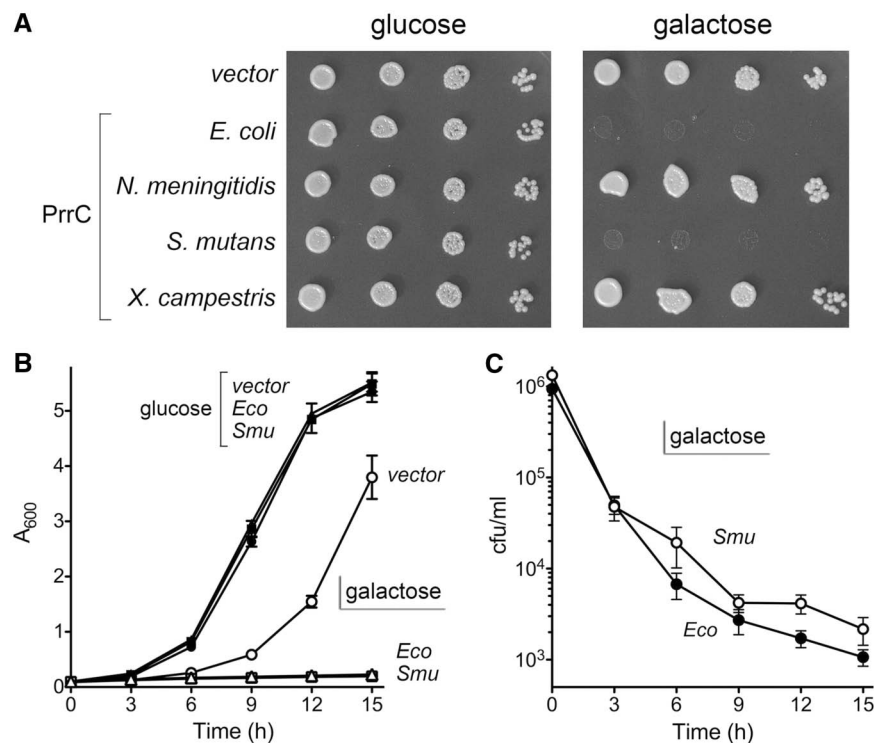 A
glucose
galactose
vector
E. coli
PrrC
N. meningitidis
S. mutans
X. campestris
B
glucose
vector
Eco
Smu
vector
galactose
Eco
Smu
A600
5
4
3
2
1
0
0 3 6 9 12 15
Time (h)
C
galactose
Smu
Eco
cfu/ml
10^6
10^5
10^4
10^3
0 3 6 9 12 15
Time (h)